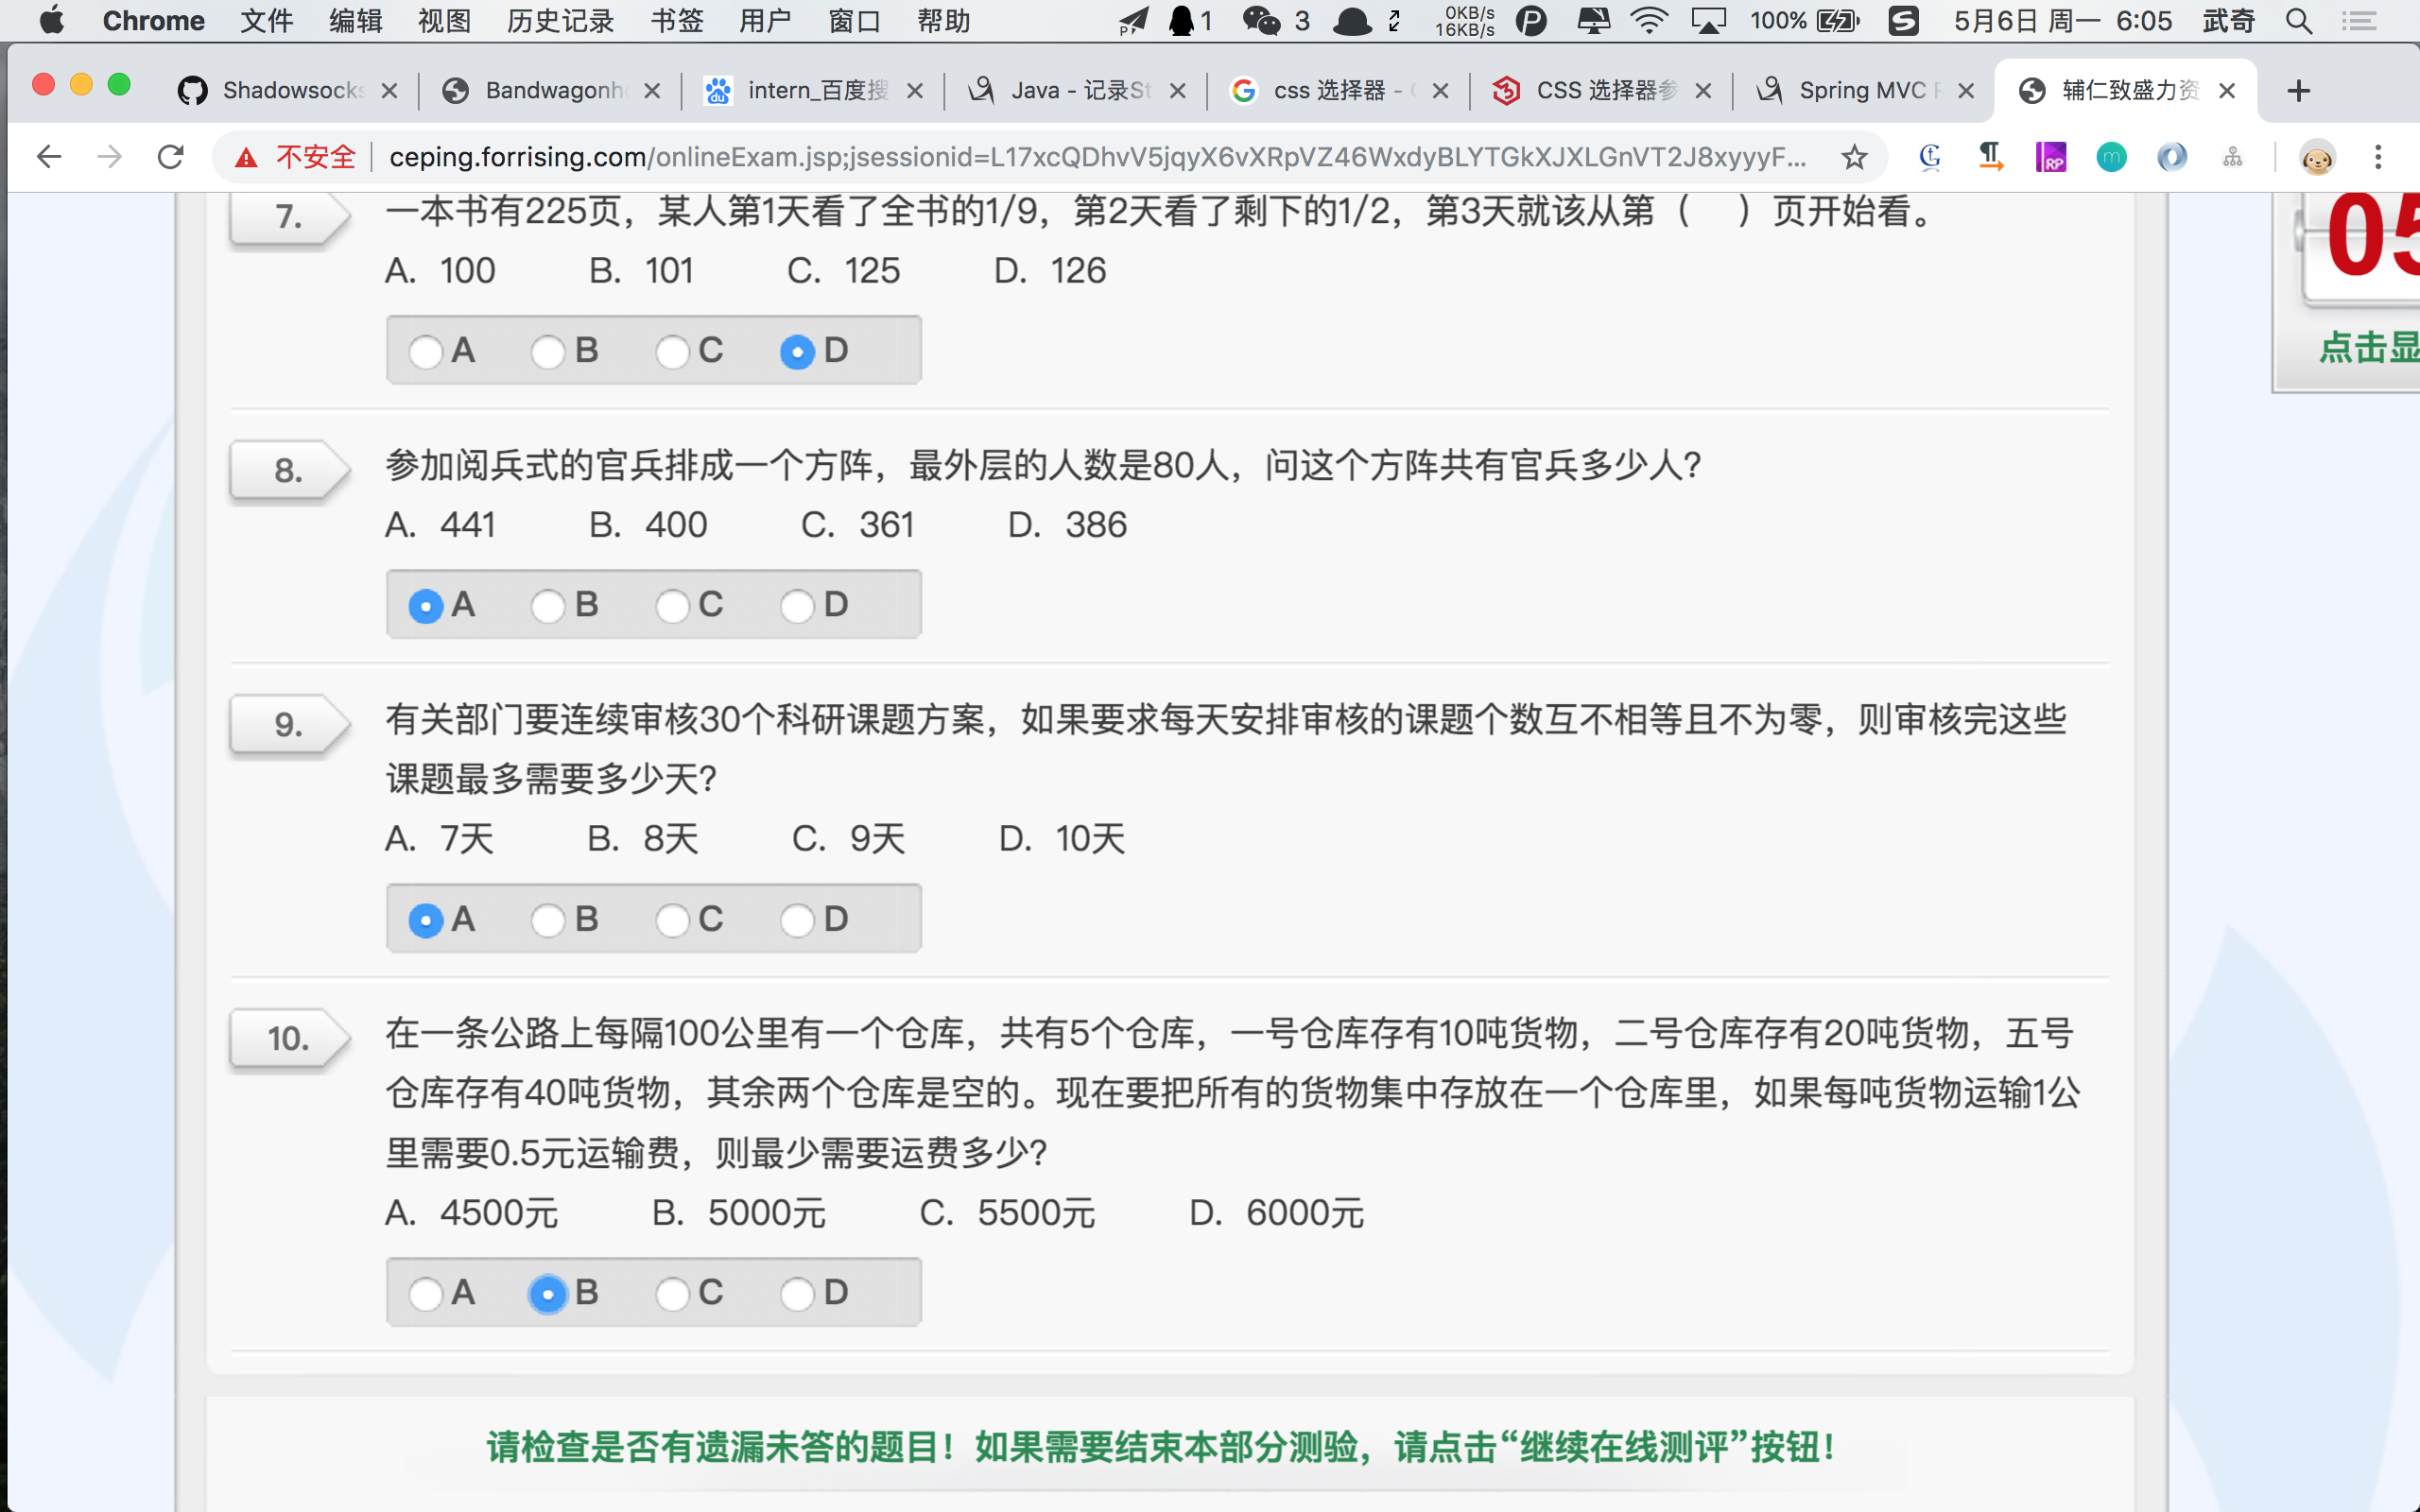 Chrome 文件 编辑 视图 历史记录 书签 用户 窗口 帮助 1 3 0KB/s 16KB/s 100% 5月6日 周一 6:05 武奇
Shadowsocks Bandwagonh intern_百度搜 Java - 记录St css 选择器 - CSS 选择器参 Spring MVC 辅仁致盛力资
不安全 ceping.forrising.com/onlineExam.jsp;jsessionid=L17xcQDhvV5jqyX6vXRpVZ46WxdyBLYTGkXJXLGnVT2J8xyyyF...
7. 一本书有225页，某人第1天看了全书的1/9，第2天看了剩下的1/2，第3天就该从第（ ）页开始看。
A. 100 B. 101 C. 125 D. 126
A B C D
05
点击显
8. 参加阅兵式的官兵排成一个方阵，最外层的人数是80人，问这个方阵共有官兵多少人?
A. 441 B. 400 C. 361 D. 386
A B C D
9. 有关部门要连续审核30个科研课题方案，如果要求每天安排审核的课题个数互不相等且不为零，则审核完这些
课题最多需要多少天?
A. 7天 B. 8天 C. 9天 D. 10天
A B C D
10. 在一条公路上每隔100公里有一个仓库，共有5个仓库，一号仓库存有10吨货物，二号仓库存有20吨货物，五号
仓库存有40吨货物，其余两个仓库是空的。现在要把所有的货物集中存放在一个仓库里，如果每吨货物运输1公
里需要0.5元运输费，则最少需要运费多少?
A. 4500元 B. 5000元 C. 5500元 D. 6000元
A B C D
请检查是否有遗漏未答的题目！如果需要结束本部分测验，请点击“继续在线测评”按钮！